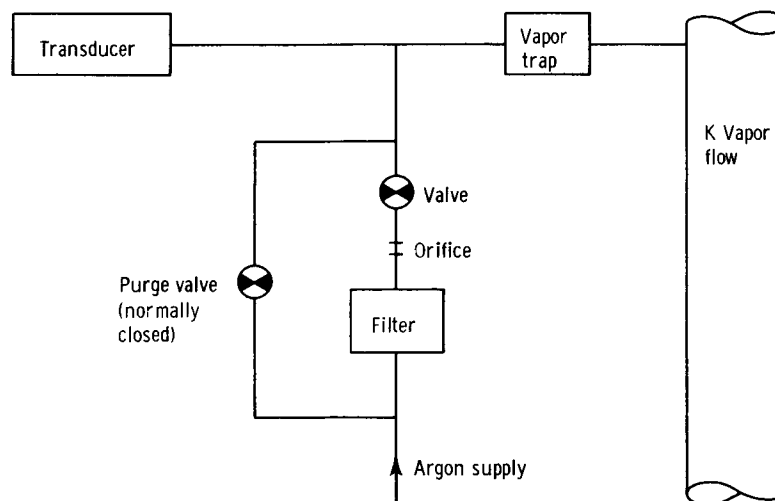 Transducer
Vapor
trap
K Vapor
flow
Valve
Orifice
Purge valve
(normally
closed)
Filter
Argon supply